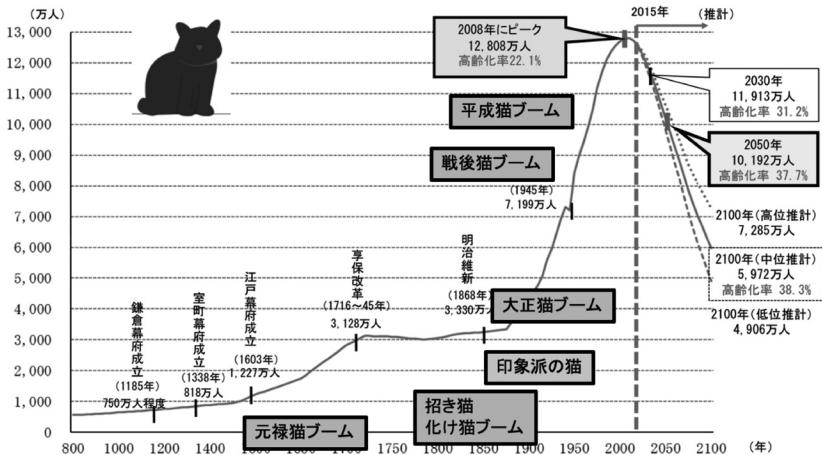 (万人)
2015年
(推計)
13,000
12,000
11,000
10,000
9,000
8,000
7,000
6,000
5,000
4,000
3,000
2,000
1,000
0
2008年にピーク
12,808万人
高齢化率22.1%
2030年
11,913万人
高齢化率 31.2%
2050年
10,192万人
高齢化率 37.7%
平成猫ブーム
戦後猫ブーム
(1945年)
7,199万人
2100年(高位推計)
7,285万人
2100年(中位推計)
5,972万人
高齢化率 38.3%
2100年(低位推計)
4,906万人
鎌倉幕府成立
(1185年)
750万人程度
室町幕府成立
(1338年)
818万人
江戸幕府成立
(1603年)
1,227万人
享保改革
(1716～45年)
3,128万人
明治維新
(1868年)
3,330万人
大正猫ブーム
印象派の猫
招き猫
化け猫ブーム
元禄猫ブーム
800 1000 1200 1400 1750 1800 1850 1900 1950 2000 2050 2100 (年)